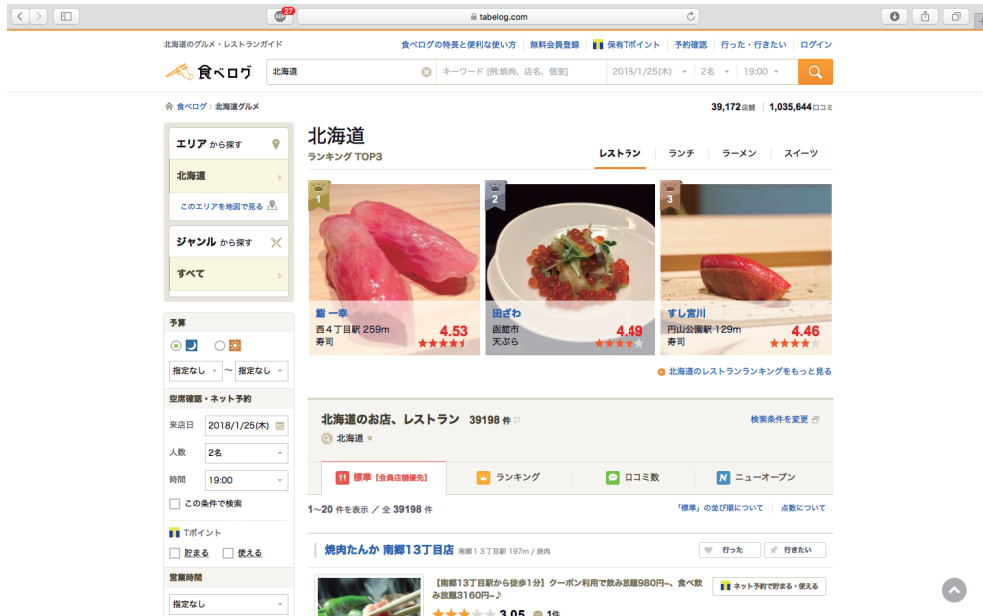 27
tabelog.com
北海道のグルメ・レストランガイド
食べログの特長と便利な使い方 無料会員登録 保有Tポイント 予約確認 行った・行きたい ログイン
食べログ 北海道 キーワード [例:焼肉、店名、個室] 2018/1/25(木) 2名 19:00
食べログ 北海道グルメ
39,172店舗 1,035,644口コミ
エリア から探す
北海道
このエリアを地図で見る
ジャンル から探す
すべて
北海道
ランキング TOP3
レストラン ランチ ラーメン スイーツ
1
鮨 一幸
西4丁目駅 259m 4.53
寿司
2
田ざわ
函館市 4.49
天ぷら
3
すし宮川
円山公園駅 129m 4.46
寿司
北海道のレストランランキングをもっと見る
予算
指定なし ~ 指定なし
空席確認・ネット予約
来店日 2018/1/25(木)
人数 2名
時間 19:00
この条件で検索
Tポイント
貯まる 使える
営業時間
指定なし
北海道のお店、レストラン 39198 件
検索条件を変更
北海道 ×
標準【会員店舗優先】 ランキング 口コミ数 N ニューオープン
1~20 件を表示 / 全 39198 件
「標準」の並び順について 点数について
焼肉たんか 南郷13丁目店 南郷13丁目駅 197m / 焼肉
行った 行きたい
【南郷13丁目駅から徒歩1分】クーポン利用で飲み放題980円~、食べ飲
み放題3160円~♪
ネット予約で貯まる・使える
3.05 1件